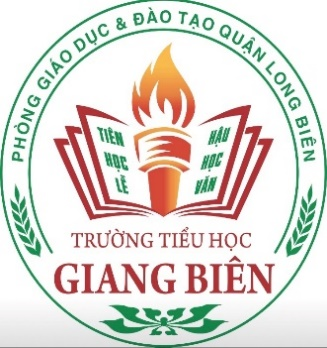 PHÒNG GIÁO DỤC & ĐÀO TẠO QUẬN LONG BIÊN
TIÊN
HỌC
LỄ
HẬU
HỌC
VĂN
TRƯỜNG TIỂU HỌC
GIANG BIÊN